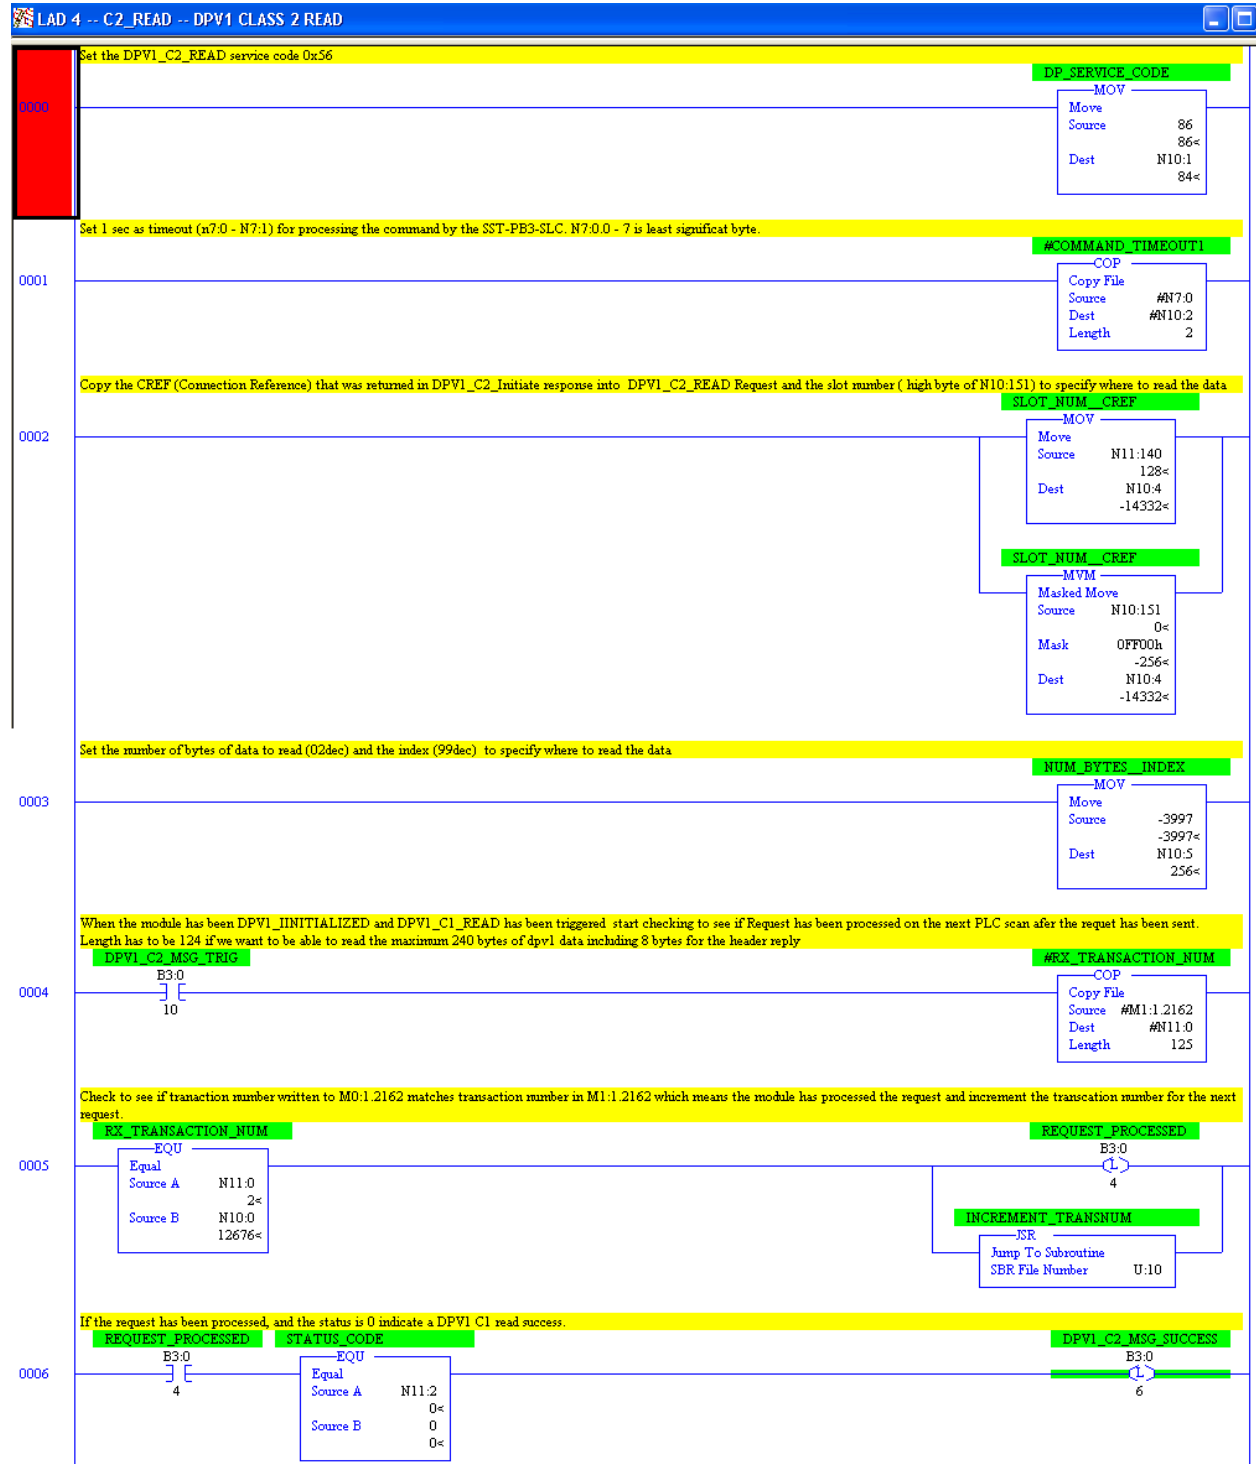 LAD 4 -- C2_READ -- DPV1 CLASS 2 READ
Set the DPV1_C2_READ service code 0x56
DP_SERVICE_CODE
MOV
0000
Move
Source 86
86<
Dest N10:1
84<
Set 1 sec as timeout (n7:0 - N7:1) for processing the command by the SST-PB3-SLC. N7:0.0 - 7 is least significat byte.
#COMMAND_TIMEOUT1
COP
0001
Copy File
Source #N7:0
Dest #N10:2
Length 2
Copy the CREF (Connection Reference) that was returned in DPV1_C2_Initiate response into DPV1_C2_READ Request and the slot number ( high byte of N10:151) to specify where to read the data
SLOT_NUM__CREF
MOV
0002
Move
Source N11:140
128<
Dest N10:4
-14332<
SLOT_NUM__CREF
MVM
Masked Move
Source N10:151
0<
Mask 0FF00h
-256<
Dest N10:4
-14332<
Set the number of bytes of data to read (02dec) and the index (99dec) to specify where to read the data
NUM_BYTES__INDEX
MOV
0003
Move
Source -3997
-3997<
Dest N10:5
256<
When the module has been DPV1_IINITIALIZED and DPV1_C1_READ has been triggered start checking to see if Request has been processed on the next PLC scan afer the requet has been sent.
Length has to be 124 if we want to be able to read the maximum 240 bytes of dpv1 data including 8 bytes for the header reply
DPV1_C2_MSG_TRIG #RX_TRANSACTION_NUM
B3:0 COP
0004
Copy File
10
Source #M1:1.2162
Dest #N11:0
Length 125
Check to see if tranaction number written to M0:1.2162 matches transaction number in M1:1.2162 which means the module has processed the request and increment the transcation number for the next
request.
RX_TRANSACTION_NUM REQUEST_PROCESSED
EQU B3:0
0005
Equal L
Source A N11:0 4
2<
Source B N10:0
12676<
INCREMENT_TRANSNUM
JSR
Jump To Subroutine
SBR File Number U:10
If the request has been processed, and the status is 0 indicate a DPV1 C1 read success.
REQUEST_PROCESSED STATUS_CODE DPV1_C2_MSG_SUCCESS
B3:0 EQU B3:0
0006
Equal L
4 Source A N11:2 6
0<
Source B 0
0<